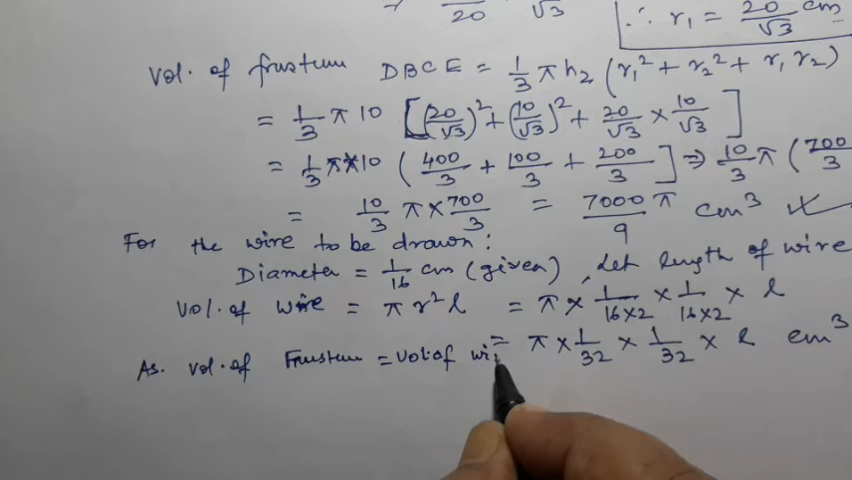 20 √3 ∴ r₁ = 20/√3 cm
Vol. of frustum DBCE = 1/3 π h₂ (r₁² + r₂² + r₁ r₂)
= 1/3 π 10 [(20/√3)² + (10/√3)² + 20/√3 × 10/√3]
= 1/3 π × 10 (400/3 + 100/3 + 200/3] ⇒ 10/3 π (700/3
= 10/3 π × 700/3 = 7000 π/9 cm³
For the wire to be drawn:
Diameter = 1/16 cm (given), Let length of wire
Vol. of wire = π r² l = π × 1/16×2 × 1/16×2 × l
= π × 1/32 × 1/32 × l cm³
As. Vol. of Frustum = Vol. of wi